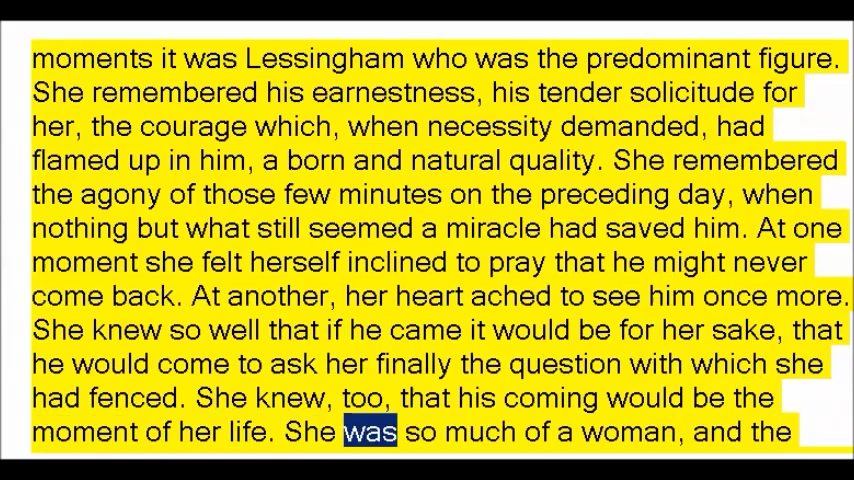 moments it was Lessingham who was the predominant figure.
She remembered his earnestness, his tender solicitude for
her, the courage which, when necessity demanded, had
flamed up in him, a born and natural quality. She remembered
the agony of those few minutes on the preceding day, when
nothing but what still seemed a miracle had saved him. At one
moment she felt herself inclined to pray that he might never
come back. At another, her heart ached to see him once more.
She knew so well that if he came it would be for her sake, that
he would come to ask her finally the question with which she
had fenced. She knew, too, that his coming would be the
moment of her life. She was so much of a woman, and the